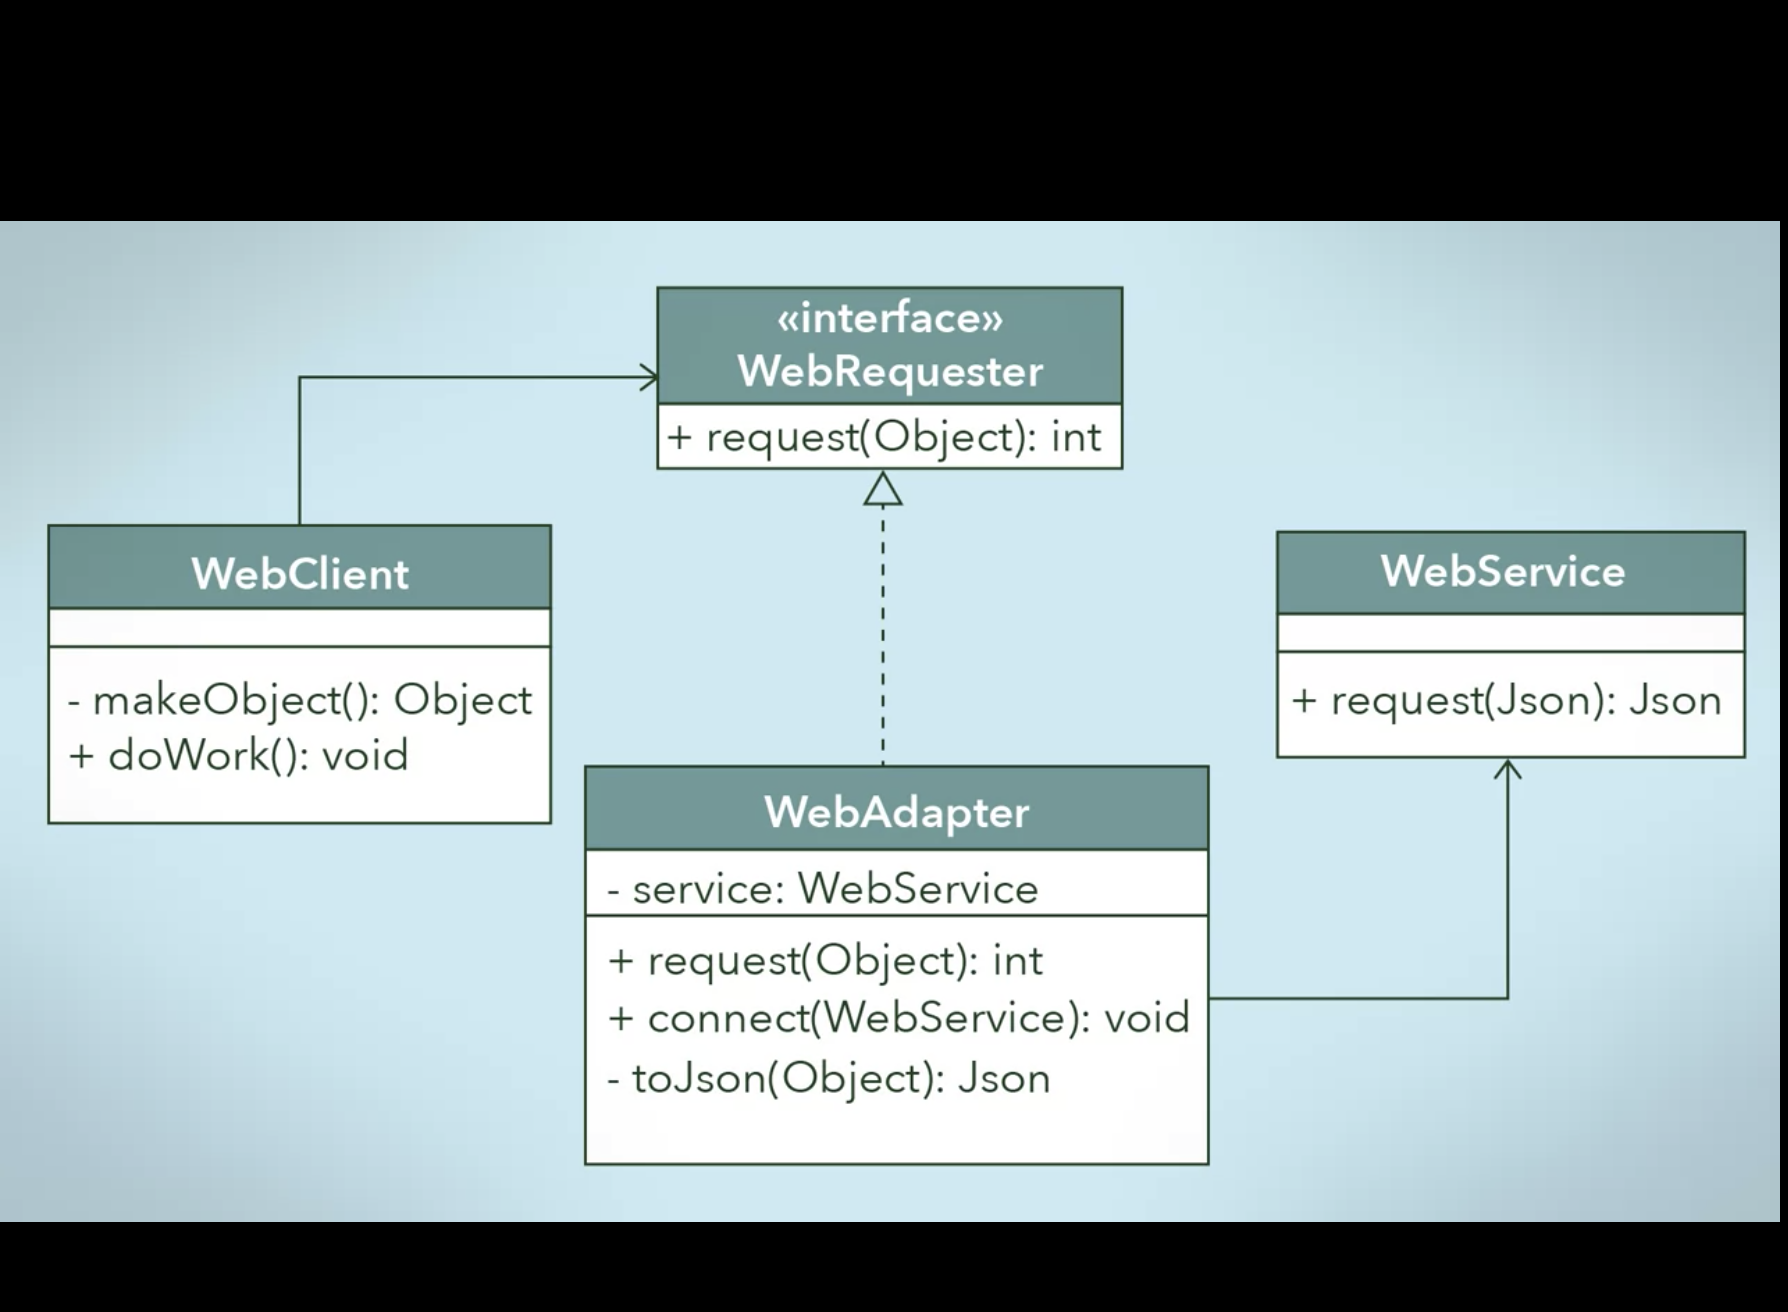 «interface»
WebRequester
+ request(Object): int
WebClient
- makeObject(): Object
+ doWork(): void
WebService
+ request(Json): Json
WebAdapter
- service: WebService
+ request(Object): int
+ connect(WebService): void
- toJson(Object): Json